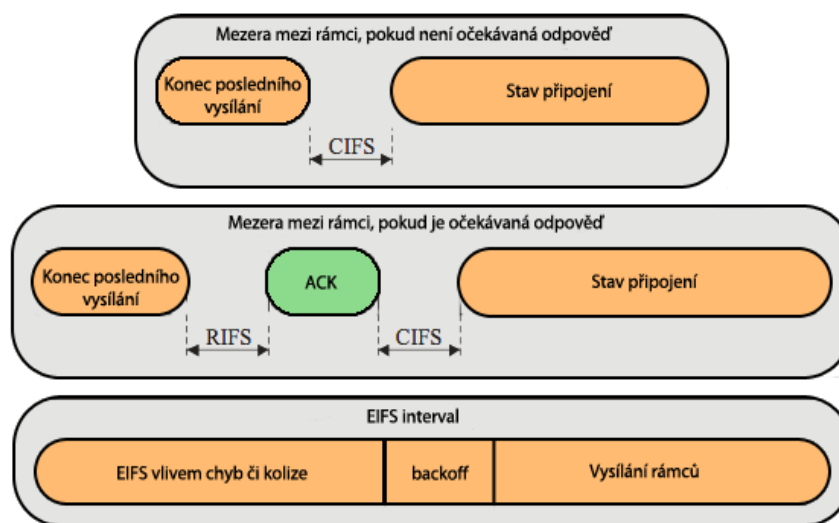 Mezera mezi rámci, pokud není očekávaná odpověď
Konec posledního
vysílání
Stav připojení
CIFS
Mezera mezi rámci, pokud je očekávaná odpověď
Konec posledního
vysílání
ACK
Stav připojení
RIFS
CIFS
EIFS interval
EIFS vlivem chyb či kolize
backoff
Vysílání rámců